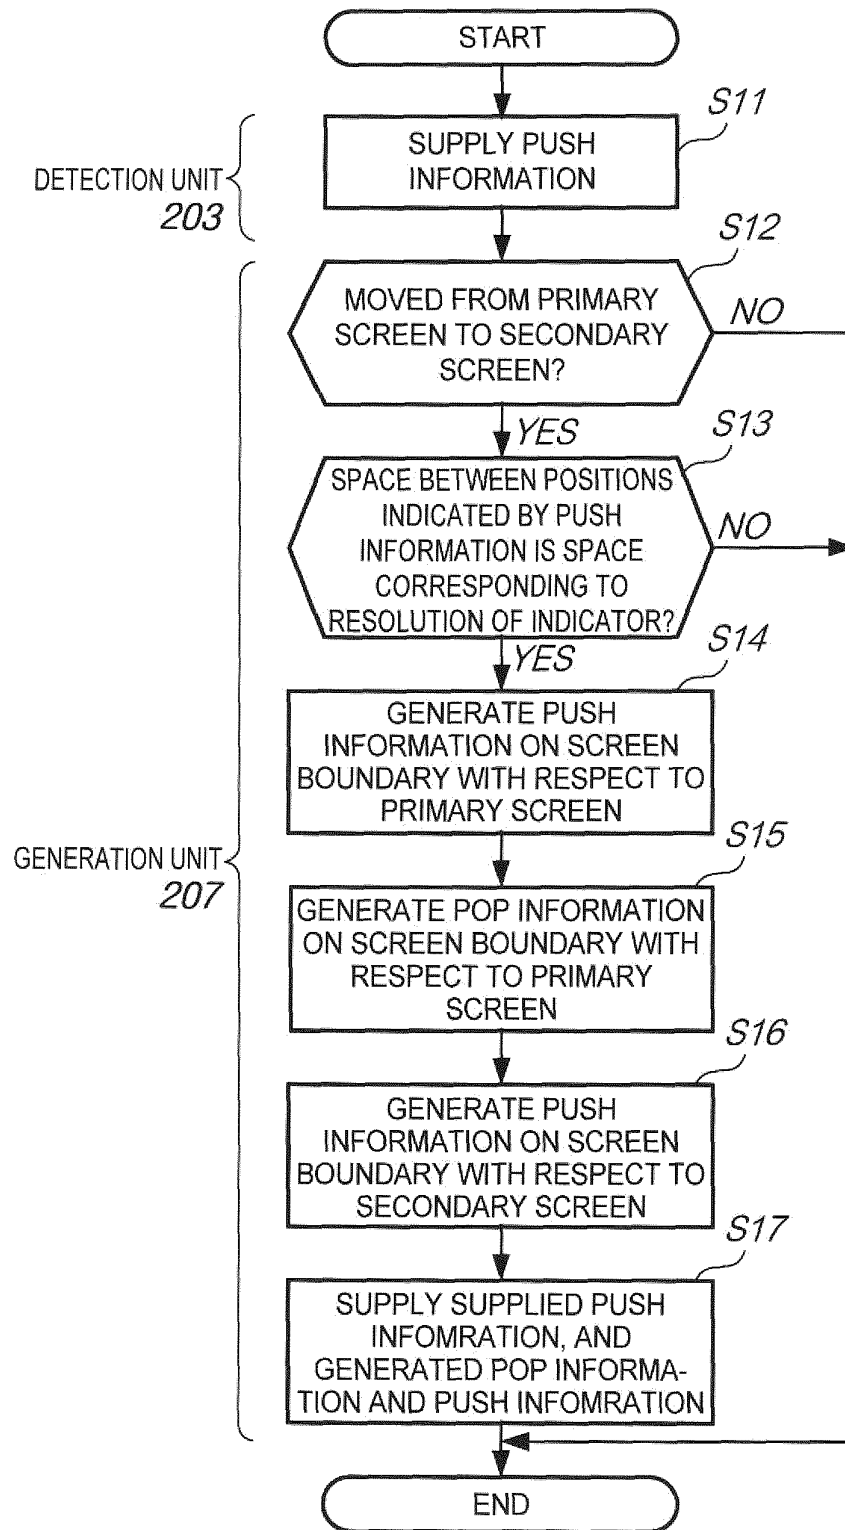 START
S11
SUPPLY PUSH
INFORMATION
DETECTION UNIT
203
S12
MOVED FROM PRIMARY
SCREEN TO SECONDARY
SCREEN?
NO
YES
S13
SPACE BETWEEN POSITIONS
INDICATED BY PUSH
INFORMATION IS SPACE
CORRESPONDING TO
RESOLUTION OF INDICATOR?
NO
YES
S14
GENERATE PUSH
INFORMATION ON SCREEN
BOUNDARY WITH RESPECT TO
PRIMARY SCREEN
GENERATION UNIT
207
S15
GENERATE POP INFORMATION
ON SCREEN BOUNDARY WITH
RESPECT TO PRIMARY
SCREEN
S16
GENERATE PUSH
INFORMATION ON SCREEN
BOUNDARY WITH RESPECT TO
SECONDARY SCREEN
S17
SUPPLY SUPPLIED PUSH
INFOMRATION, AND
GENERATED POP INFORMA-
TION AND PUSH INFOMRATION
END